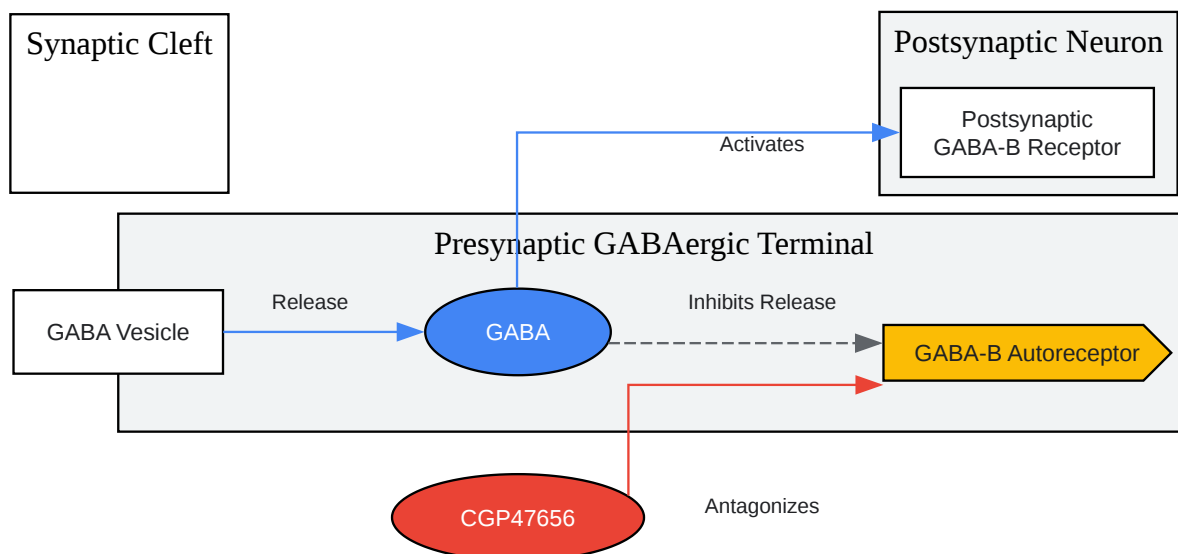 Synaptic Cleft
Postsynaptic Neuron
Postsynaptic
GABA-B Receptor
Activates
Presynaptic GABAergic Terminal
Release
Inhibits Release
GABA Vesicle
GABA
GABA-B Autoreceptor
CGP47656
Antagonizes